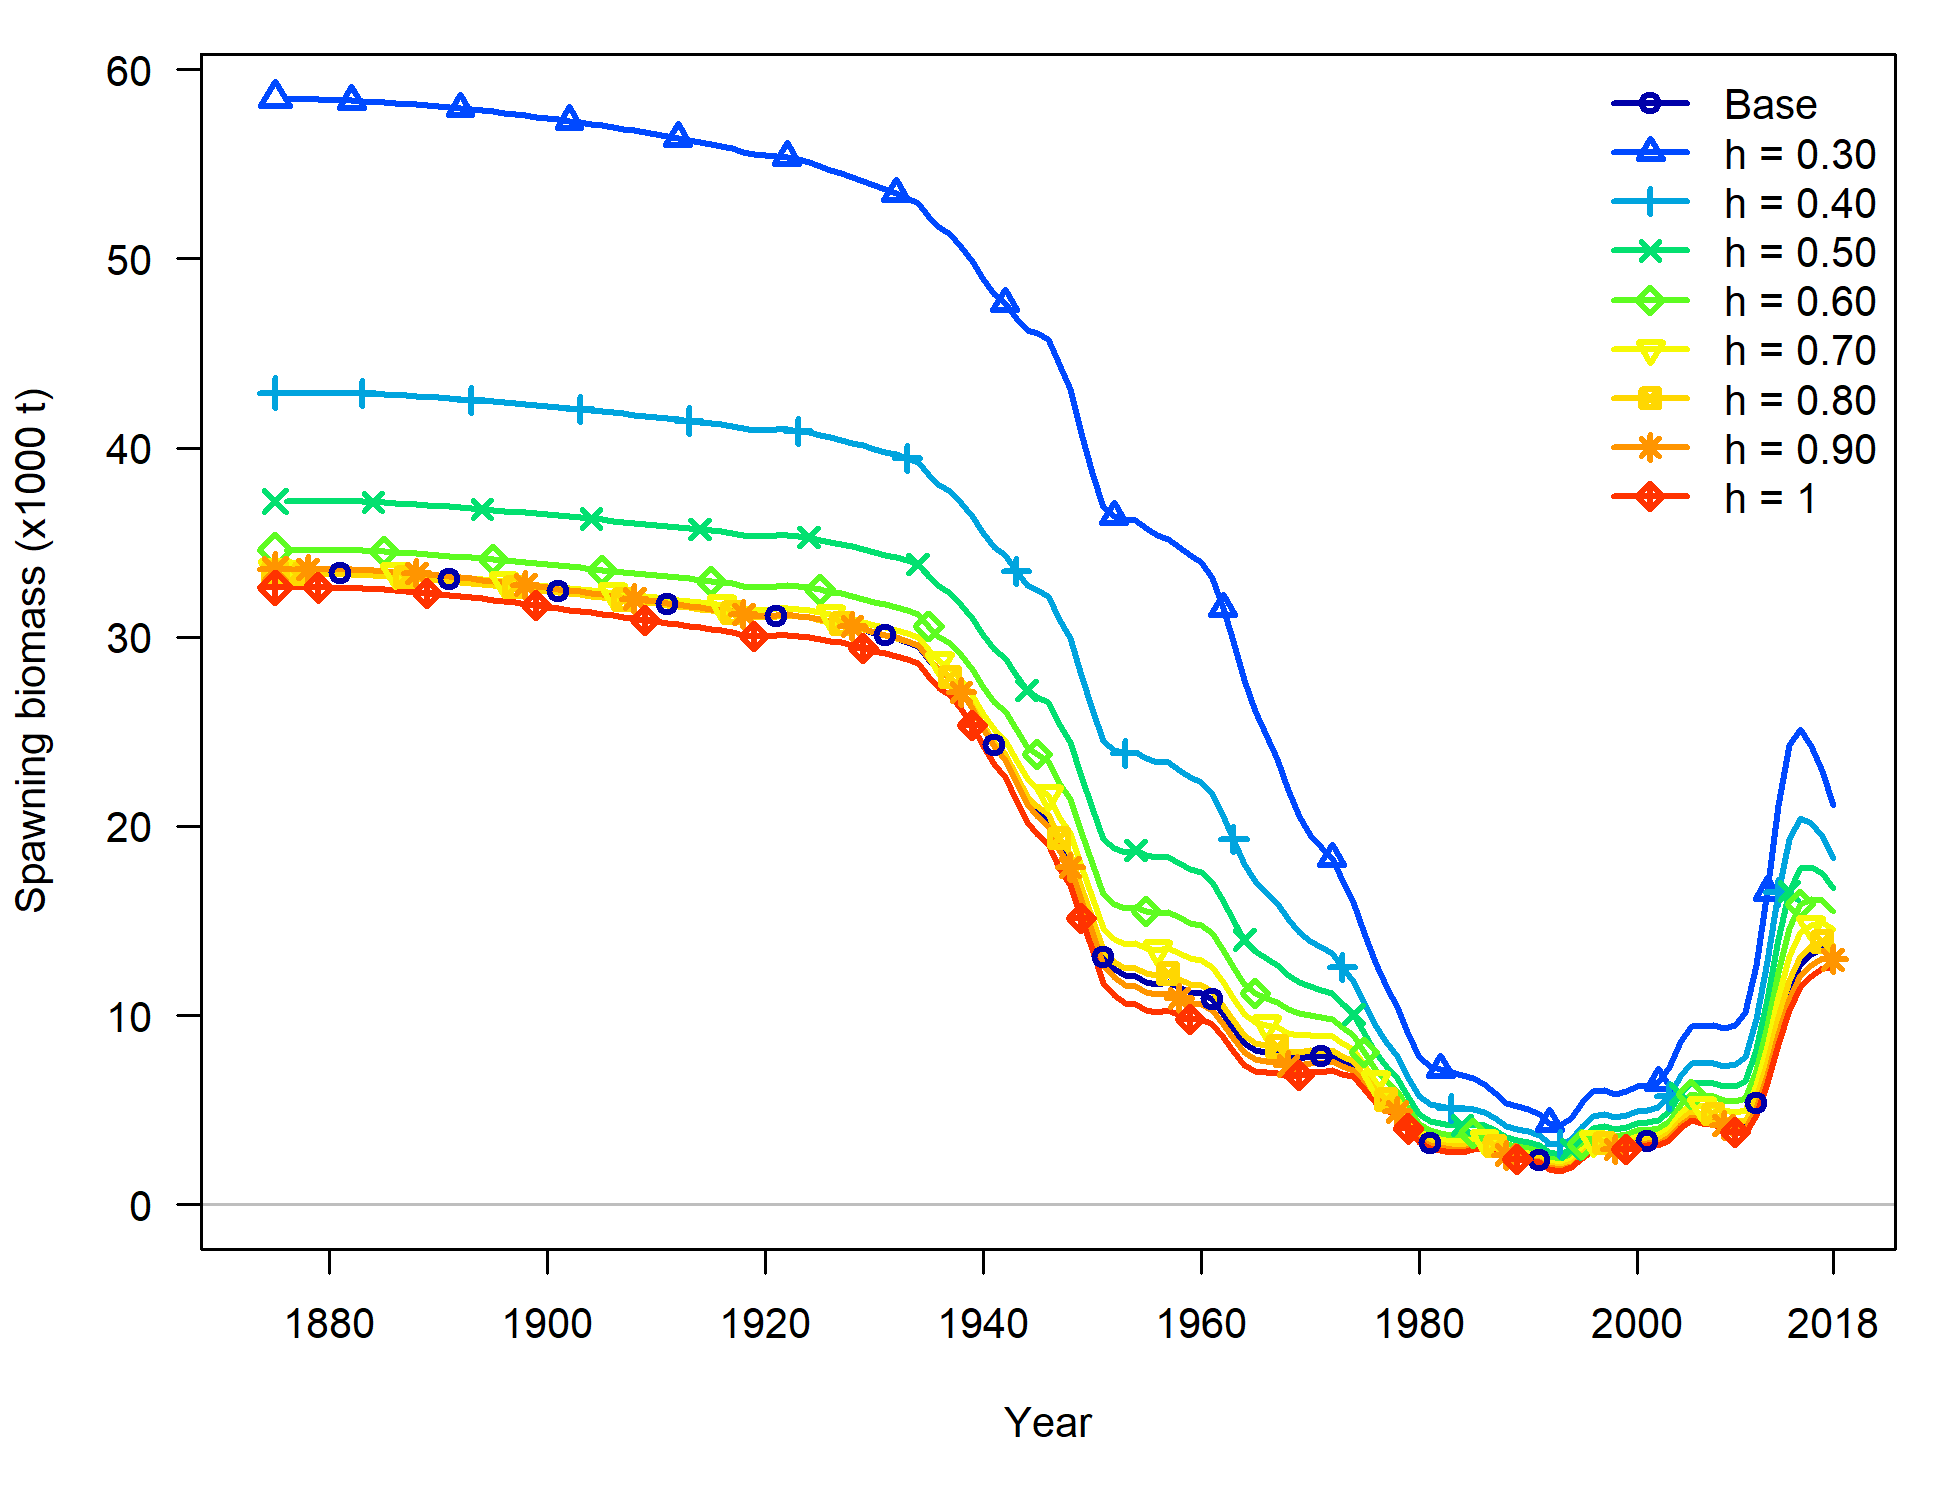 60
50
40
30
20
10
0
Spawning biomass (x1000 t)
Base
h = 0.30
h = 0.40
h = 0.50
h = 0.60
h = 0.70
h = 0.80
h = 0.90
h = 1
1880 1900 1920 1940 1960 1980 2000 2018
Year